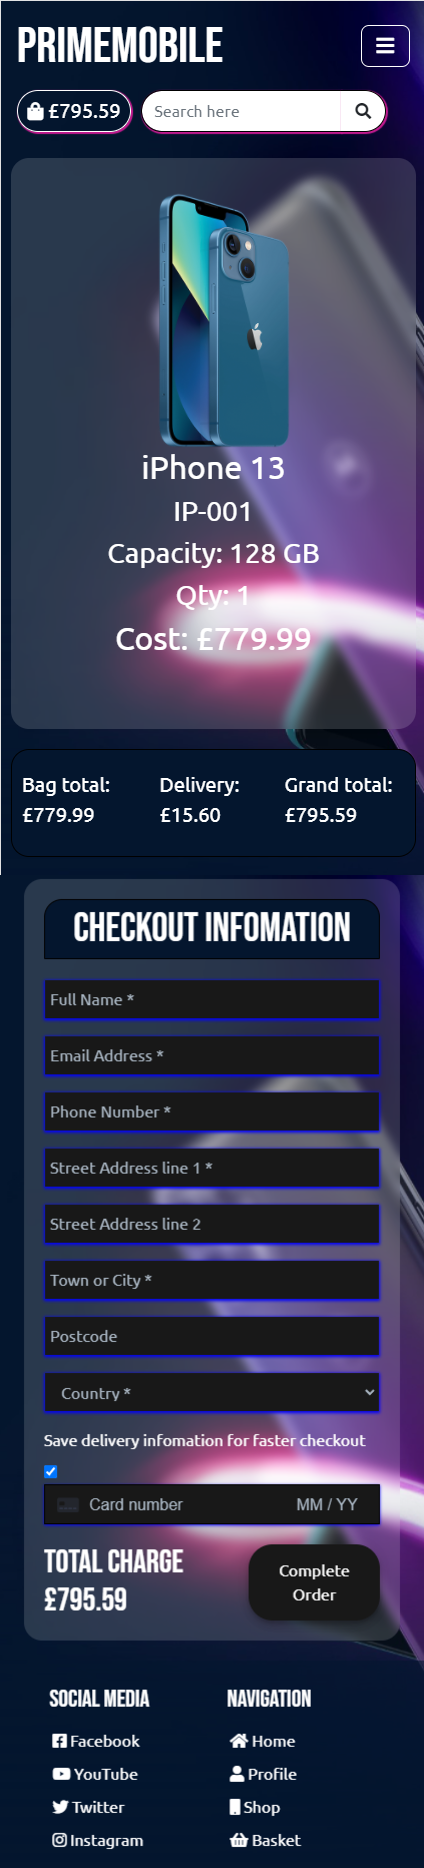 PRIMEMOBILE
£795.59
Search here
iPhone 13
IP-001
Capacity: 128 GB
Qty: 1
Cost: £779.99
Bag total: Delivery: Grand total:
£779.99 £15.60 £795.59
CHECKOUT INFOMATION
Full Name *
Email Address *
Phone Number *
Street Address line 1 *
Street Address line 2
Town or City *
Postcode
Country *
Save delivery infomation for faster checkout
Card number MM / YY
TOTAL CHARGE
£795.59
Complete
Order
SOCIAL MEDIA NAVIGATION
Facebook Home
YouTube Profile
Twitter Shop
Instagram Basket